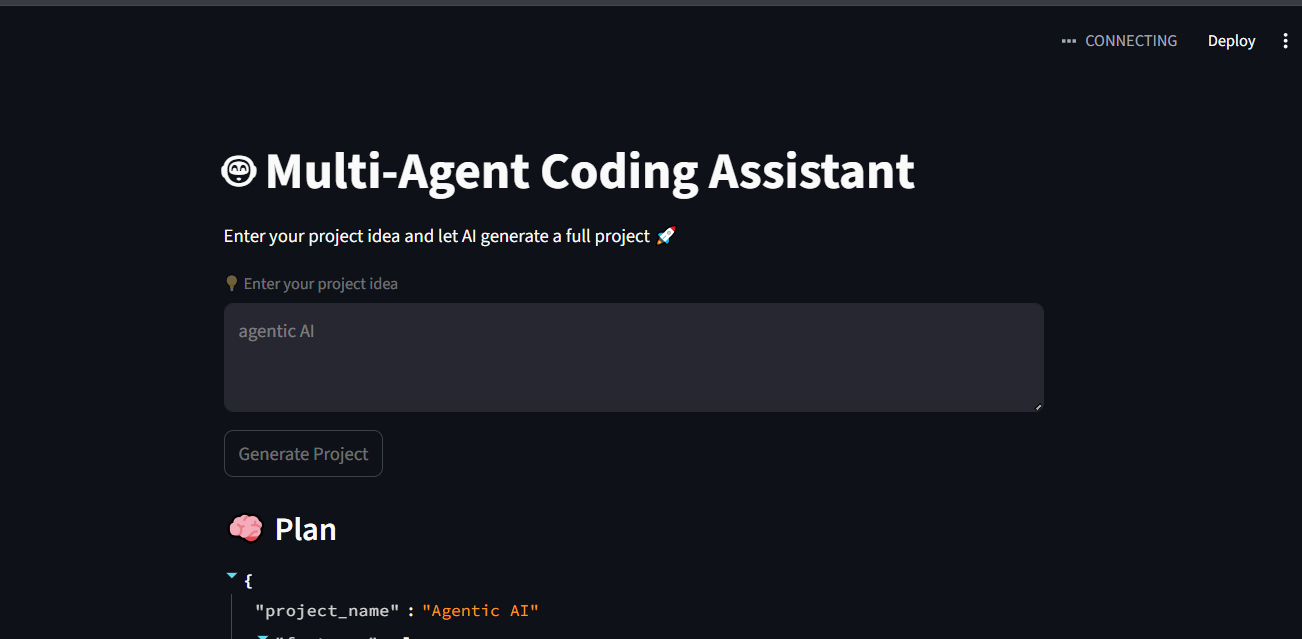 CONNECTING Deploy
Multi-Agent Coding Assistant
Enter your project idea and let AI generate a full project 🚀
Enter your project idea
agentic AI
Generate Project
Plan
{
"project_name" : "Agentic AI"